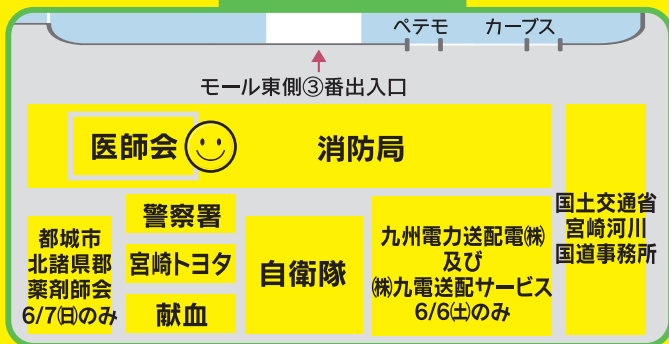 ペテモ カーブス
モール東側③番出入口
医師会 消防局
都城市
北諸県郡
薬剤師会
6/7㈰のみ
警察署
宮崎トヨタ
献血
自衛隊
九州電力送配電㈱
及び
㈱九電送配サービス
6/6㈯のみ
国土交通省
宮崎河川
国道事務所